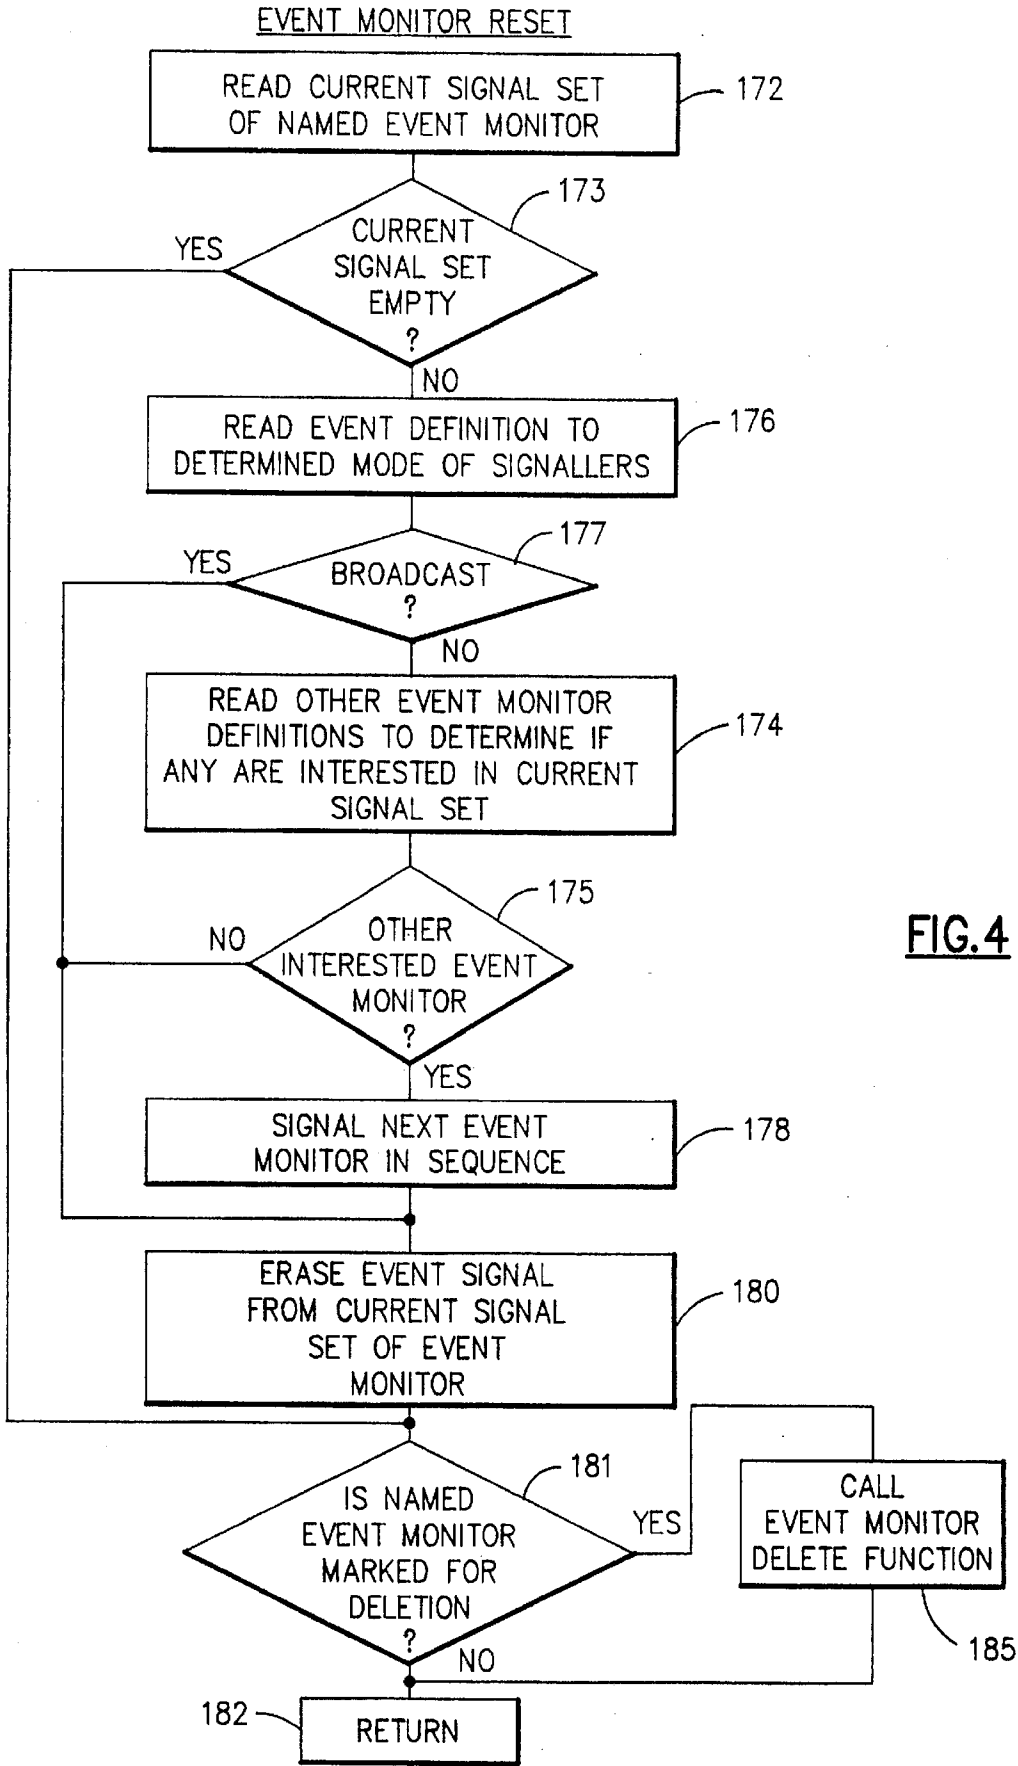 EVENT MONITOR RESET
READ CURRENT SIGNAL SET
OF NAMED EVENT MONITOR
172
173
CURRENT
SIGNAL SET
EMPTY
?
YES
NO
READ EVENT DEFINITION TO
DETERMINED MODE OF SIGNALLERS
176
177
YES
BROADCAST
?
NO
READ OTHER EVENT MONITOR
DEFINITIONS TO DETERMINE IF
ANY ARE INTERESTED IN CURRENT
SIGNAL SET
174
175
NO
OTHER
INTERESTED EVENT
MONITOR
?
YES
FIG.4
SIGNAL NEXT EVENT
MONITOR IN SEQUENCE
178
ERASE EVENT SIGNAL
FROM CURRENT SIGNAL
SET OF EVENT
MONITOR
180
181
IS NAMED
EVENT MONITOR
MARKED FOR
DELETION
?
YES
NO
CALL
EVENT MONITOR
DELETE FUNCTION
185
182
RETURN